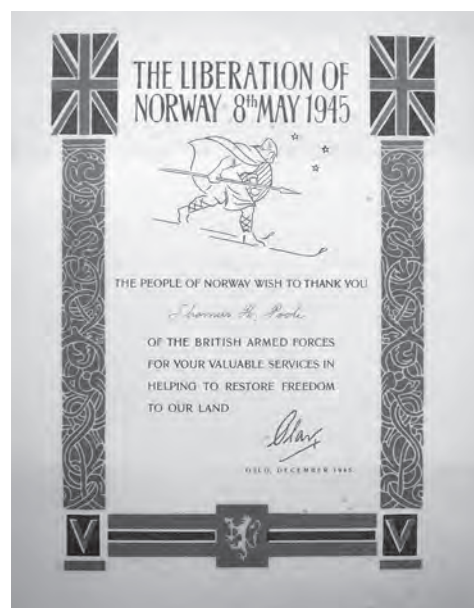 THE LIBERATION OF
NORWAY 8th MAY 1945
THE PEOPLE OF NORWAY WISH TO THANK YOU
Thomas H. Poole
OF THE BRITISH ARMED FORCES
FOR YOUR VALUABLE SERVICES IN
HELPING TO RESTORE FREEDOM
TO OUR LAND
Olav
OSLO, DECEMBER 1945
V V